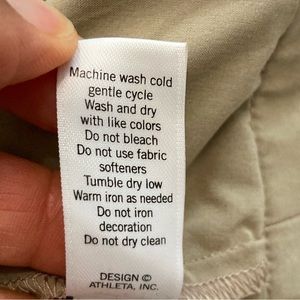 Machine wash cold
gentle cycle
Wash and dry
with like colors
Do not bleach
Do not use fabric
softeners
Tumble dry low
Warm iron as needed
Do not iron
decoration
Do not dry clean
DESIGN ©
ATHLETA, INC.